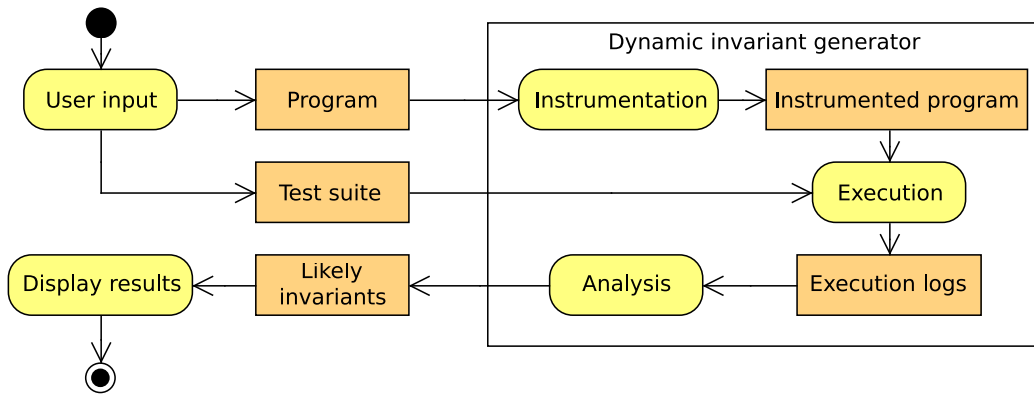 Dynamic invariant generator
User input
Program
Instrumentation
Instrumented program
Test suite
Execution
Display results
Likely
invariants
Analysis
Execution logs